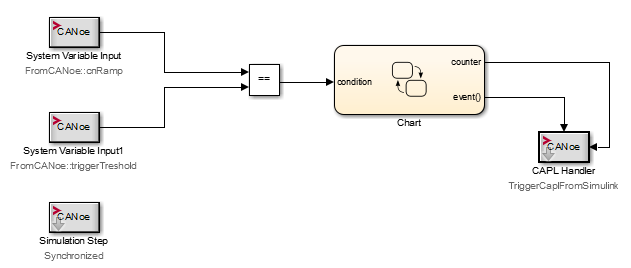 CANoe
System Variable Input
FromCANoe::cnRamp
==
condition
counter
event()
Chart
CANoe
System Variable Input1
FromCANoe::triggerTreshold
CANoe
CAPL Handler
TriggerCaplFromSimulink
CANoe
Simulation Step
Synchronized